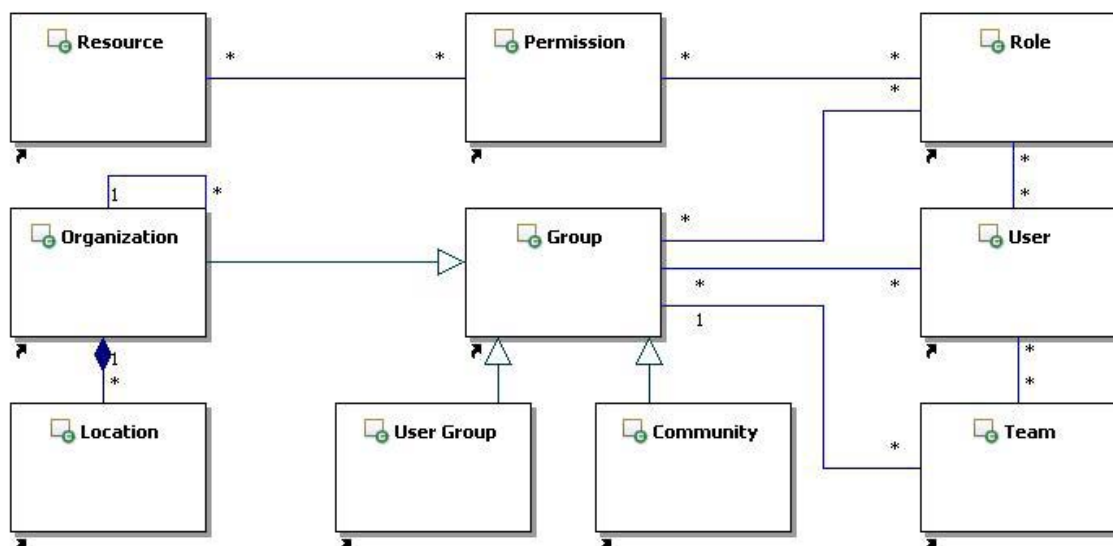 Resource
Permission
Role
* * * *
*
1 *
*
*
Organization
Group
User
*
* *
1
1
*
*
*
Location
User Group
Community
Team
*